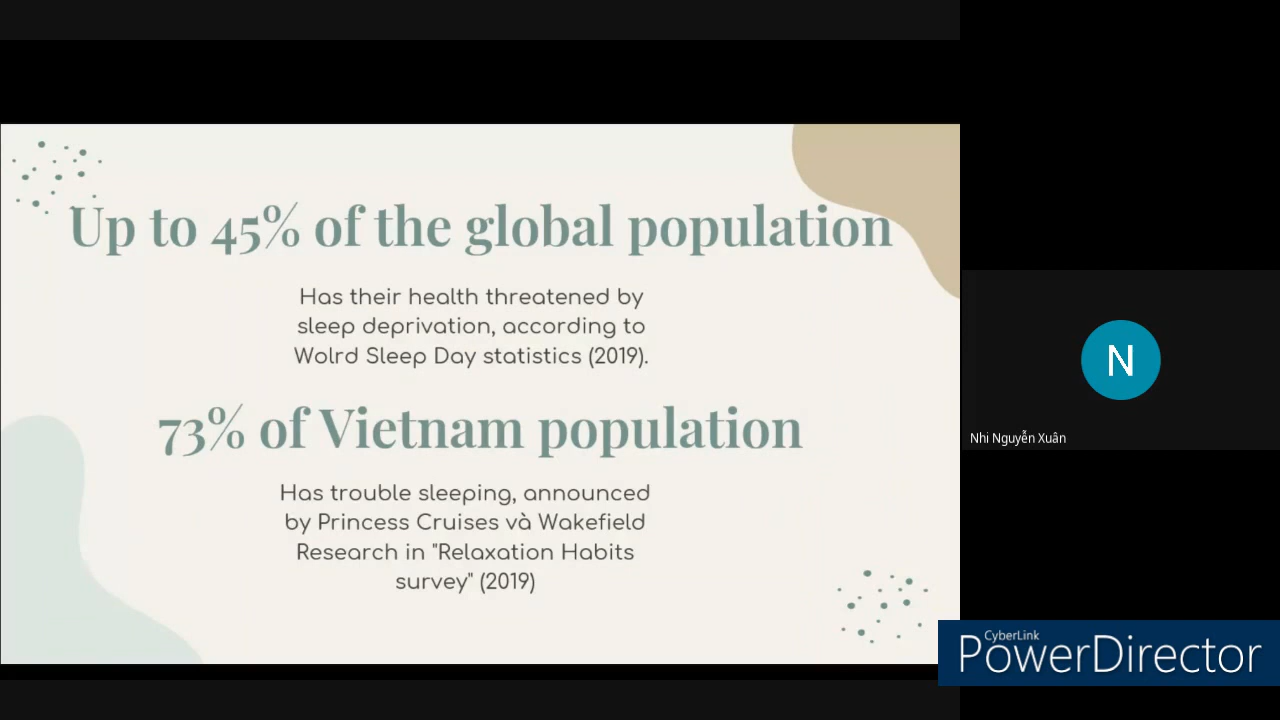 Up to 45% of the global population
Has their health threatened by
sleep deprivation, according to
Wolrd Sleep Day statistics (2019).
73% of Vietnam population
Has trouble sleeping, announced
by Princess Cruises và Wakefield
Research in "Relaxation Habits
survey" (2019)
N
Nhi Nguyễn Xuân
CyberLink
PowerDirector